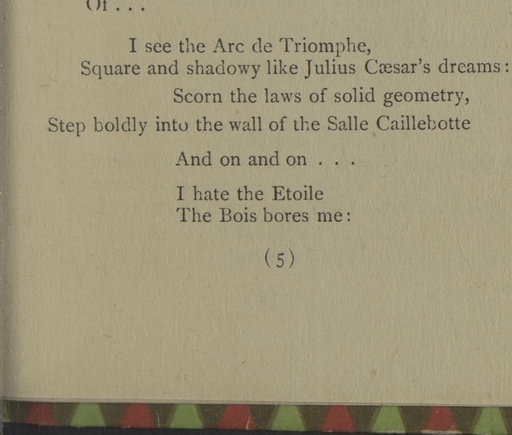 Of . . .
I see the Arc de Triomphe,
Square and shadowy like Julius Cæsar's dreams:
Scorn the laws of solid geometry,
Step boldly into the wall of the Salle Caillebotte
And on and on . . .
I hate the Etoile
The Bois bores me:
(5)